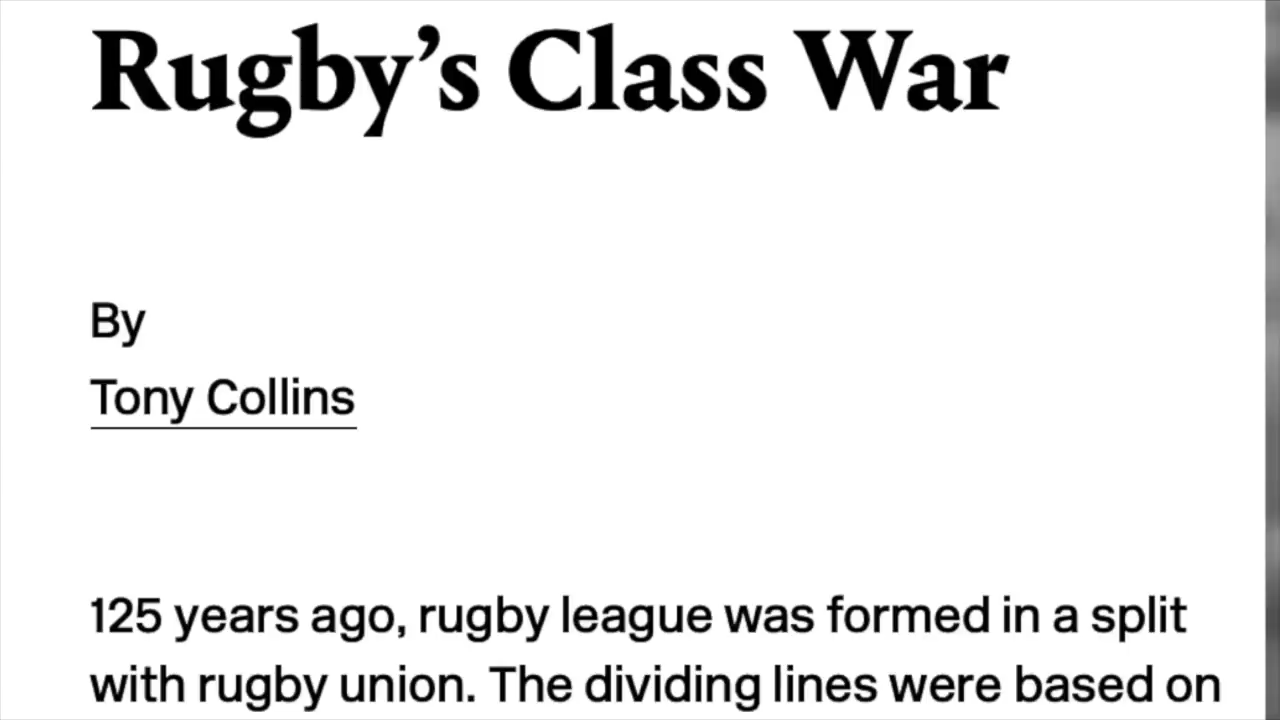 Rugby’s Class War
By
Tony Collins
125 years ago, rugby league was formed in a split
with rugby union. The dividing lines were based on